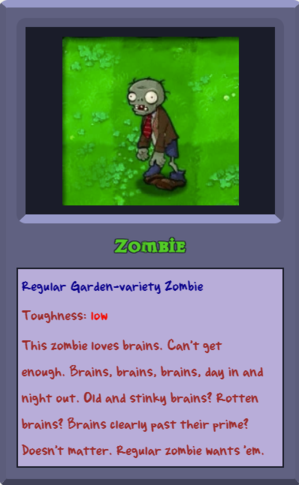 Zombie
Regular Garden-variety Zombie
Toughness: low
This zombie loves brains. Can't get
enough. Brains, brains, brains, day in and
night out. Old and stinky brains? Rotten
brains? Brains clearly past their prime?
Doesn't matter. Regular zombie wants 'em.